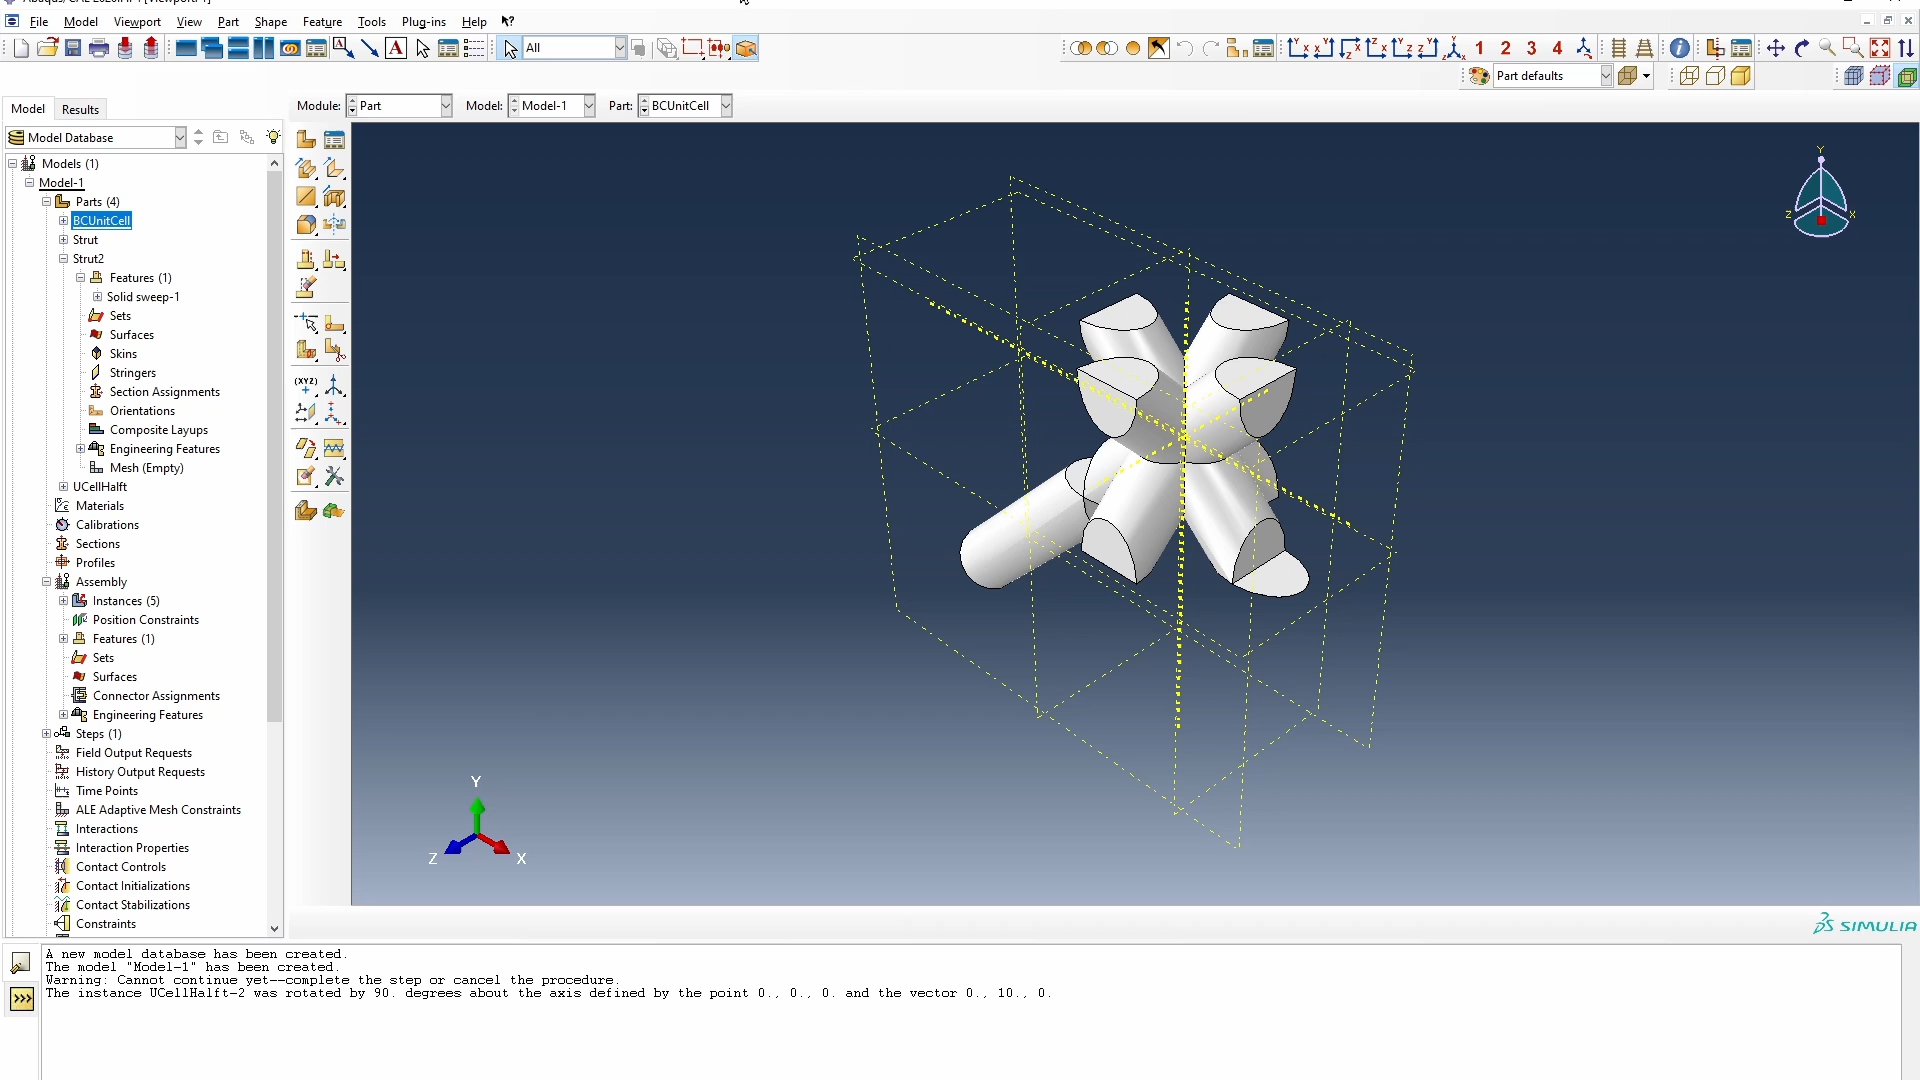 File Model Viewport View Part Shape Feature Tools Plug-ins Help
All
1 2 3 4
Part defaults
Model Results
Module: Part Model: Model-1 Part: BCUnitCell
Model Database
Models (1)
Model-1
Parts (4)
BCUnitCell
Strut
Strut2
Features (1)
Solid sweep-1
Sets
Surfaces
Skins
Stringers
Section Assignments
Orientations
Composite Layups
Engineering Features
Mesh (Empty)
UCellHalft
Materials
Calibrations
Sections
Profiles
Assembly
Instances (5)
Position Constraints
Features (1)
Sets
Surfaces
Connector Assignments
Engineering Features
Steps (1)
Field Output Requests
History Output Requests
Time Points
ALE Adaptive Mesh Constraints
Interactions
Interaction Properties
Contact Controls
Contact Initializations
Contact Stabilizations
Constraints
(XYZ)
Y
Z X
Y
Z X
SIMULIA
A new model database has been created.
The model "Model-1" has been created.
Warning: Cannot continue yet--complete the step or cancel the procedure.
The instance UCellHalft-2 was rotated by 90. degrees about the axis defined by the point 0., 0., 0. and the vector 0., 10., 0.